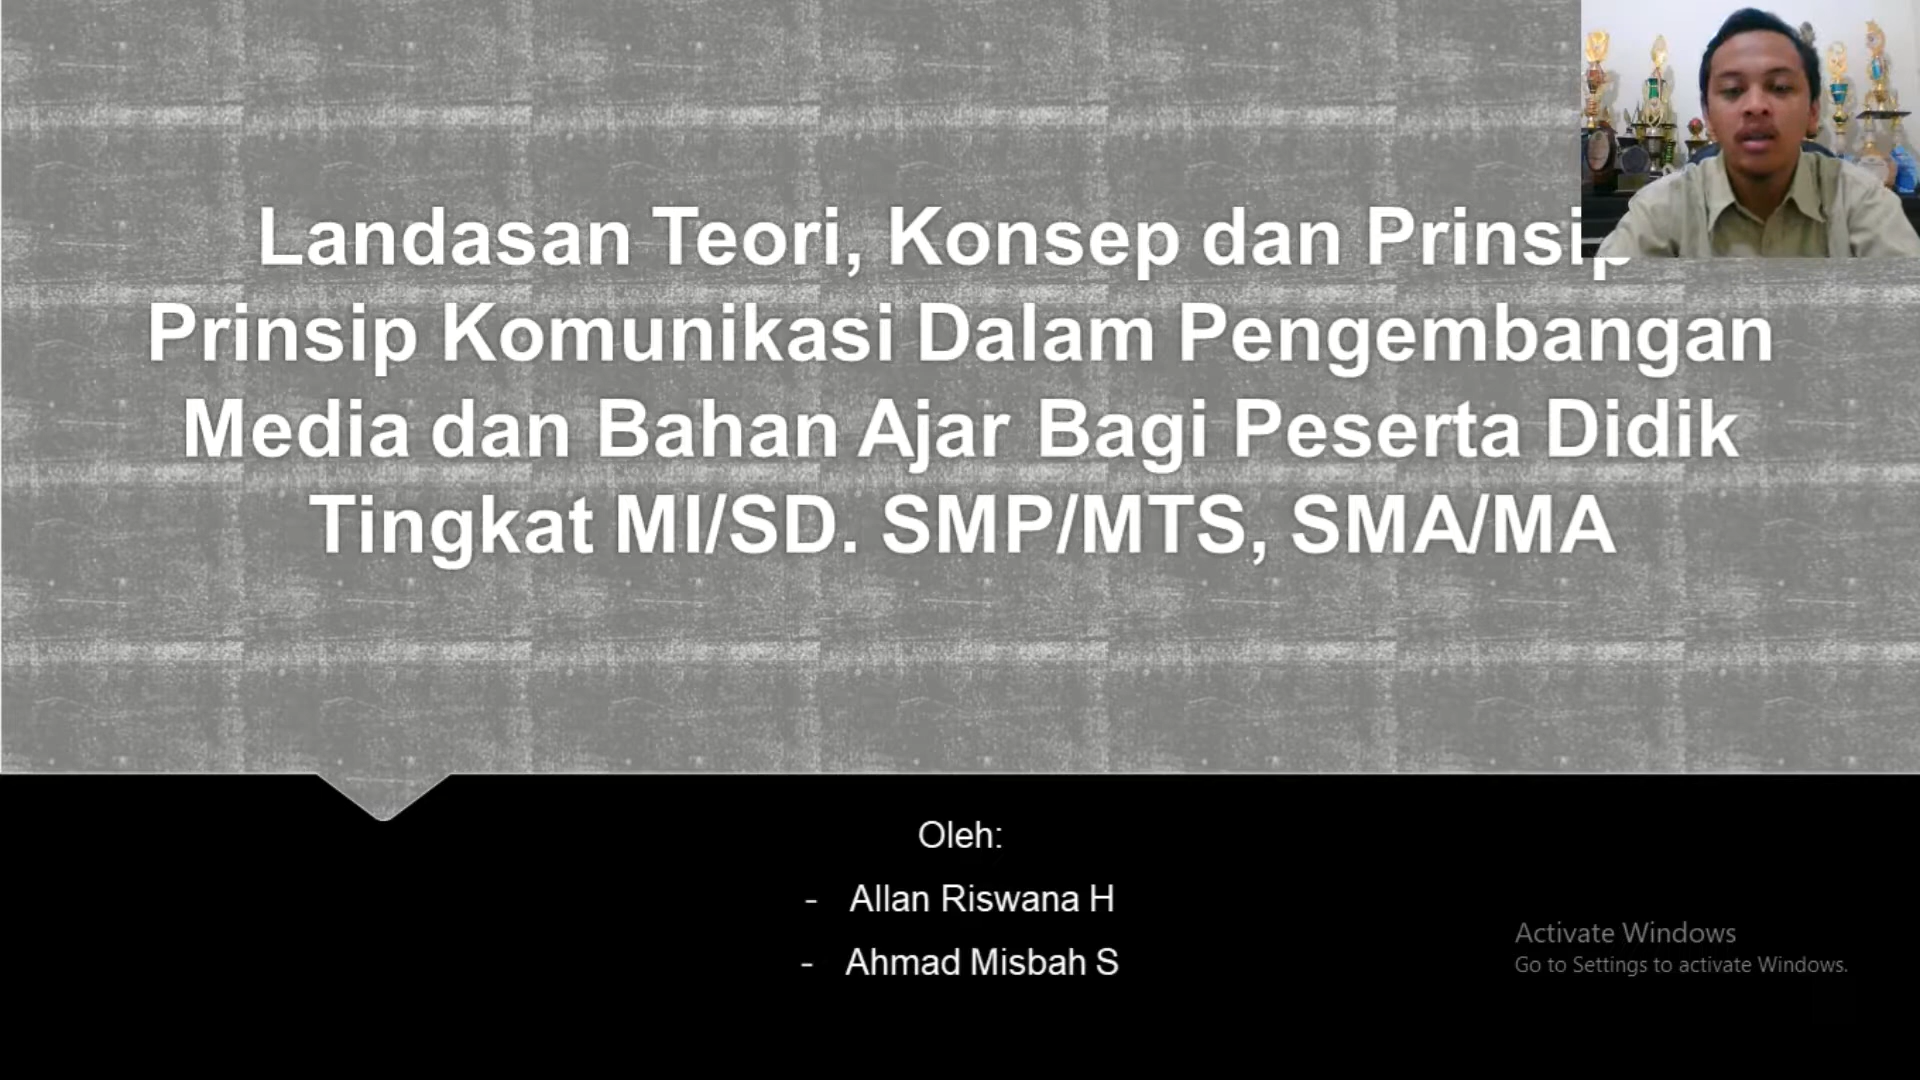 Landasan Teori, Konsep dan Prinsip
Prinsip Komunikasi Dalam Pengembangan
Media dan Bahan Ajar Bagi Peserta Didik
Tingkat MI/SD. SMP/MTS, SMA/MA
Oleh:
- Allan Riswana H
- Ahmad Misbah S
Activate Windows
Go to Settings to activate Windows.